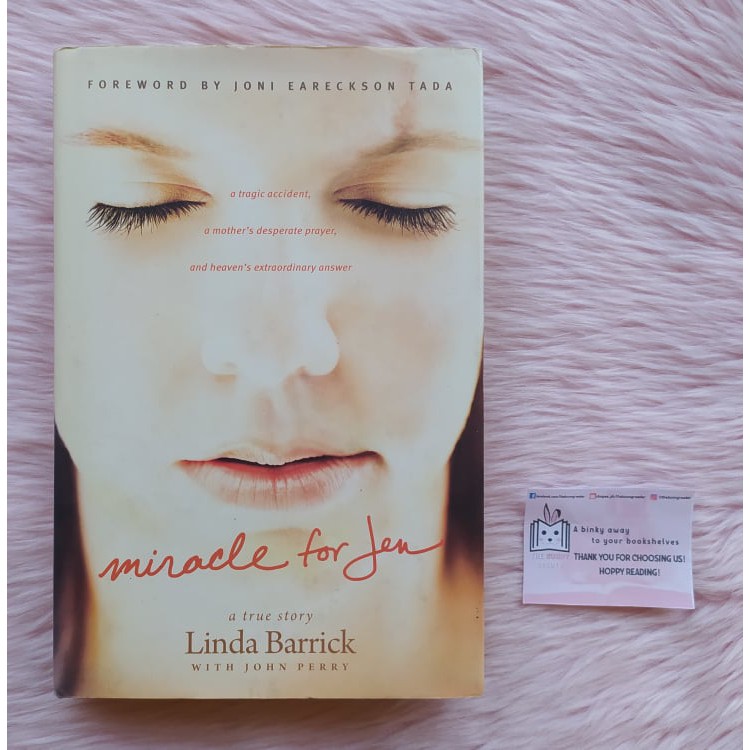 FOREWORD BY JONI EARECKSON TADA
a tragic accident,
a mother's desperate prayer,
and heaven's extraordinary answer
miracle for Jen
a true story
Linda Barrick
WITH JOHN PERRY
A binky away
to your bookshelves
THANK YOU FOR CHOOSING US!
HOPPY READING!